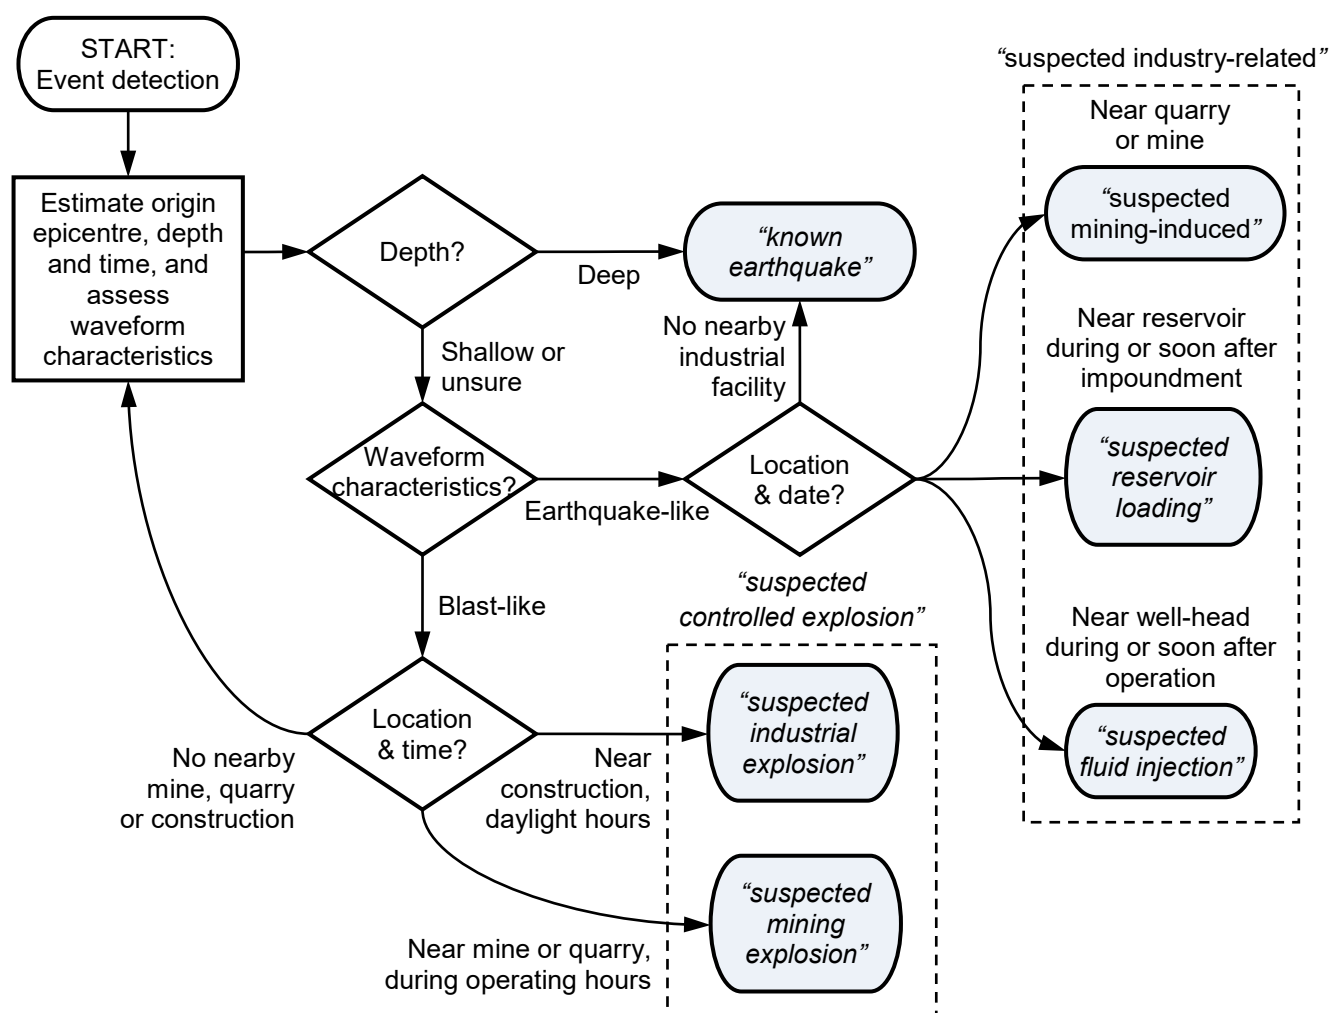 START:
Event detection
Estimate origin
epicentre, depth
and time, and
assess
waveform
characteristics
Depth?
Deep
“known
earthquake”
Shallow or
unsure
No nearby
industrial
facility
Waveform
characteristics?
Earthquake-like
Location
& date?
“suspected industry-related”
Near quarry
or mine
“suspected
mining-induced”
Near reservoir
during or soon after
impoundment
“suspected
reservoir
loading”
Near well-head
during or soon after
operation
“suspected
fluid injection”
Blast-like
“suspected
controlled explosion”
Location
& time?
No nearby
mine, quarry
or construction
Near
construction,
daylight hours
“suspected
industrial
explosion”
Near mine or quarry,
during operating hours
“suspected
mining
explosion”